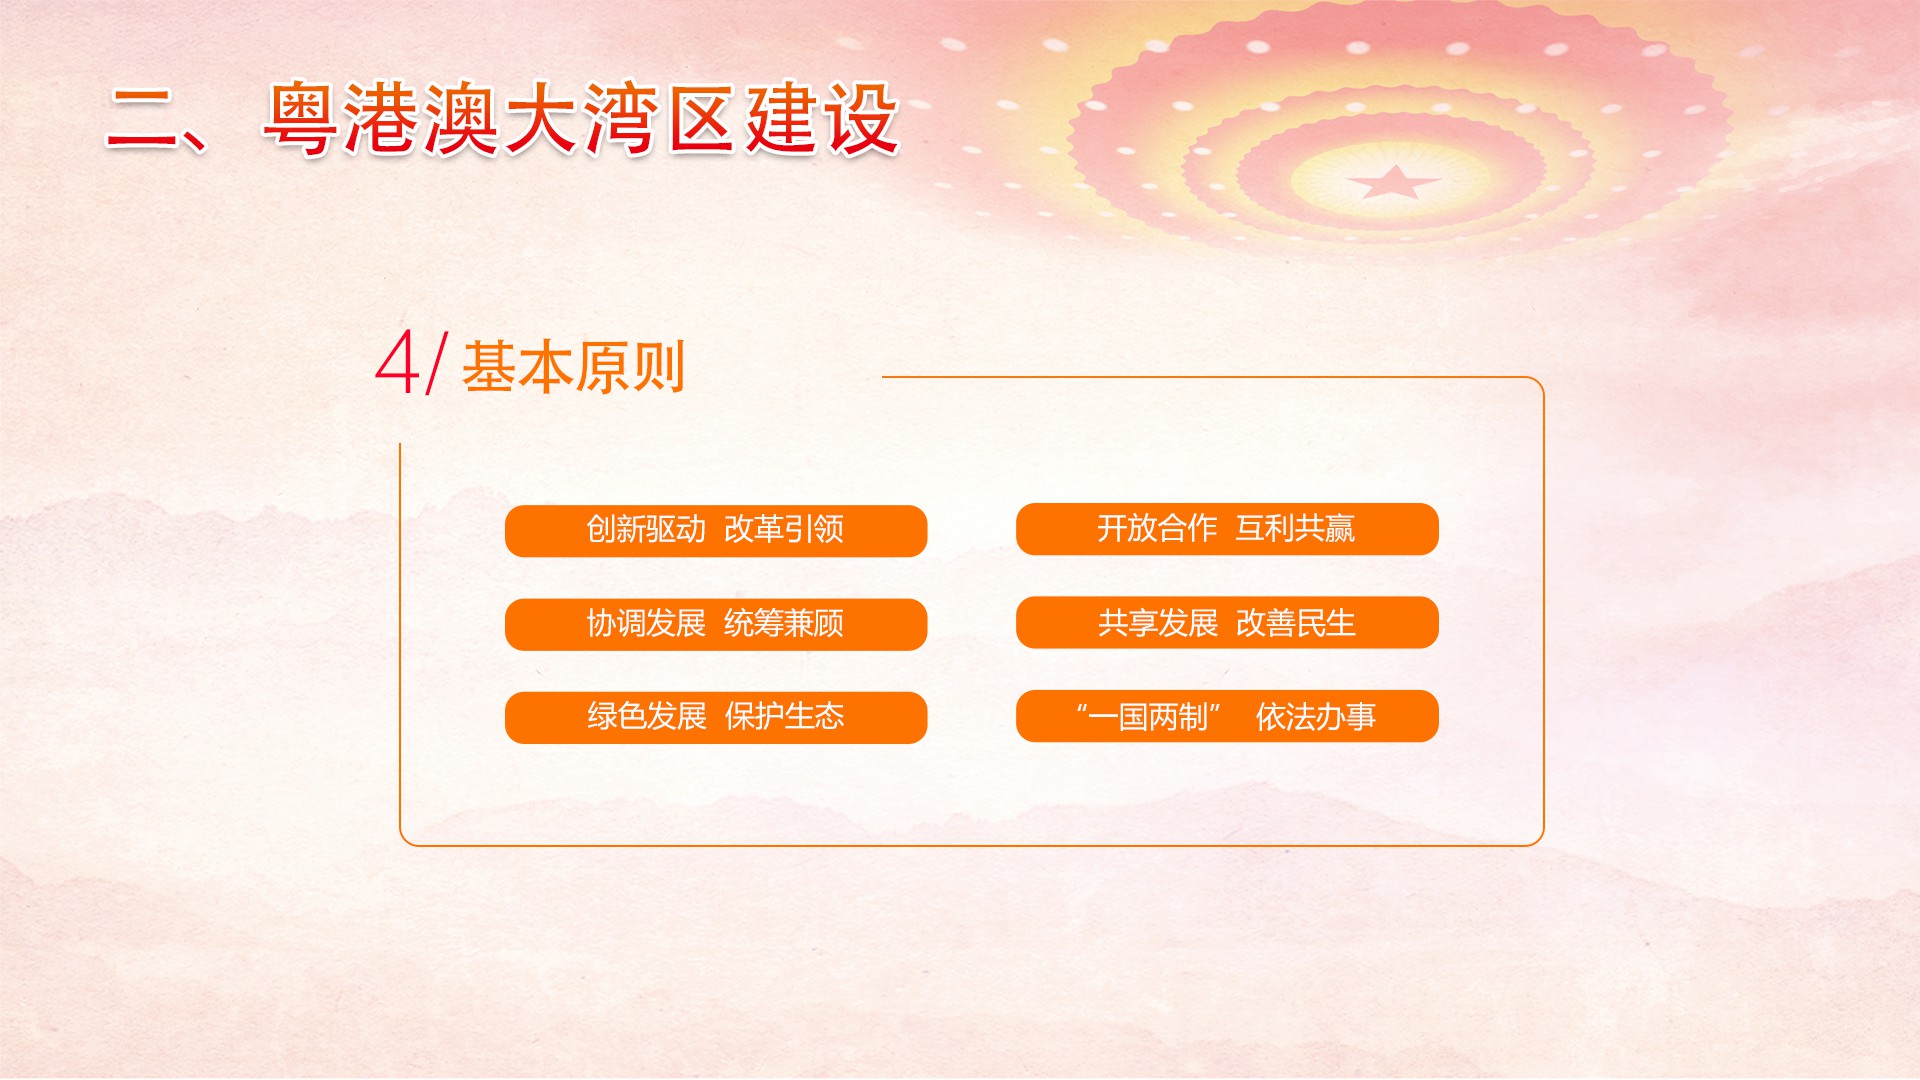 二、粤港澳大湾区建设
4/ 基本原则
创新驱动 改革引领
开放合作 互利共赢
协调发展 统筹兼顾
共享发展 改善民生
绿色发展 保护生态
“一国两制” 依法办事